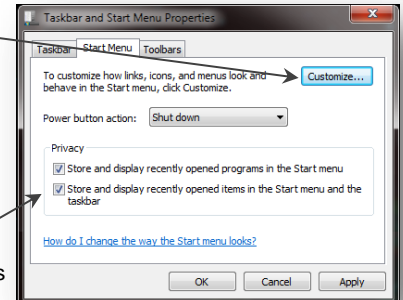 Taskbar and Start Menu Properties
Taskbar Start Menu Toolbars
To customize how links, icons, and menus look and
behave in the Start menu, click Customize.
Customize...
Power button action: Shut down
Privacy
Store and display recently opened programs in the Start menu
Store and display recently opened items in the Start menu and the
taskbar
How do I change the way the Start menu looks?
s
OK Cancel Apply